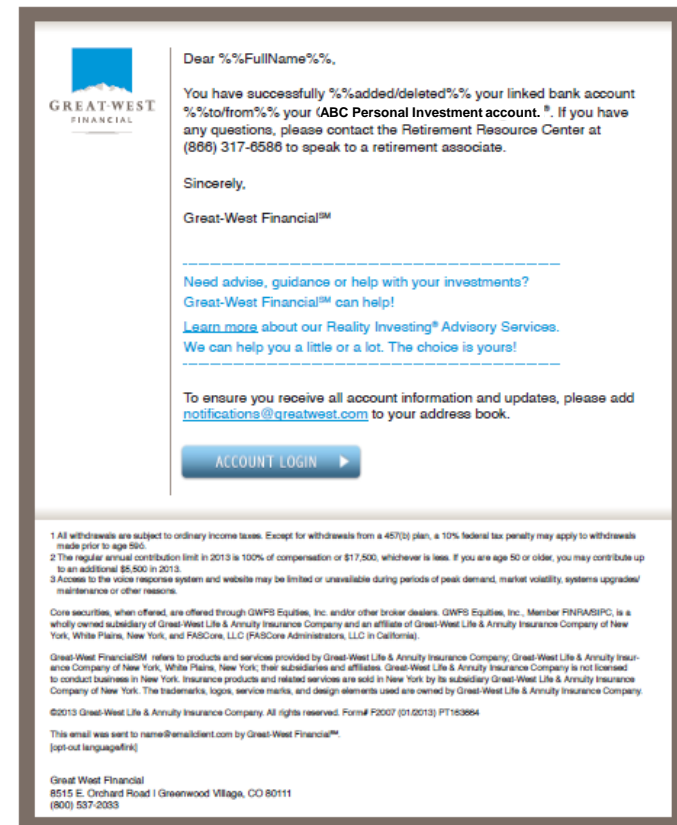 GREAT-WEST
FINANCIAL
Dear %%FullName%%,
You have successfully %%added/deleted%% your linked bank account
%%to/from%% your (ABC Personal Investment account. ®. If you have
any questions, please contact the Retirement Resource Center at
(866) 317-6586 to speak to a retirement associate.
Sincerely,
Great-West Financial℠
Need advise, guidance or help with your investments?
Great-West Financial℠ can help!
Learn more about our Reality Investing® Advisory Services.
We can help you a little or a lot. The choice is yours!
To ensure you receive all account information and updates, please add
notifications@greatwest.com to your address book.
ACCOUNT LOGIN
1 All withdrawals are subject to ordinary income taxes. Except for withdrawals from a 457(b) plan, a 10% federal tax penalty may apply to withdrawals
made prior to age 59½.
2 The regular annual contribution limit in 2013 is 100% of compensation or $17,500, whichever is less. If you are age 50 or older, you may contribute up
to an additional $5,500 in 2013.
3 Access to the voice response system and website may be limited or unavailable during periods of peak demand, market volatility, systems upgrades/
maintenance or other reasons.
Core securities, when offered, are offered through GWFS Equities, Inc. and/or other broker dealers. GWFS Equities, Inc., Member FINRA/SIPC, is a
wholly owned subsidiary of Great-West Life & Annuity Insurance Company and an affiliate of Great-West Life & Annuity Insurance Company of New
York, White Plains, New York, and FASCore, LLC (FASCore Administrators, LLC in California).
Great-West FinancialSM refers to products and services provided by Great-West Life & Annuity Insurance Company; Great-West Life & Annuity Insur-
ance Company of New York, White Plains, New York; their subsidiaries and affiliates. Great-West Life & Annuity Insurance Company is not licensed
to conduct business in New York. Insurance products and related services are sold in New York by its subsidiary Great-West Life & Annuity Insurance
Company of New York. The trademarks, logos, service marks, and design elements used are owned by Great-West Life & Annuity Insurance Company.
©2013 Great-West Life & Annuity Insurance Company. All rights reserved. Form# F2007 (01/2013) PT163664
This email was sent to name@emailclient.com by Great-West Financial℠.
[opt-out language/link]
Great West Financial
8515 E. Orchard Road I Greenwood Village, CO 80111
(800) 537-2033